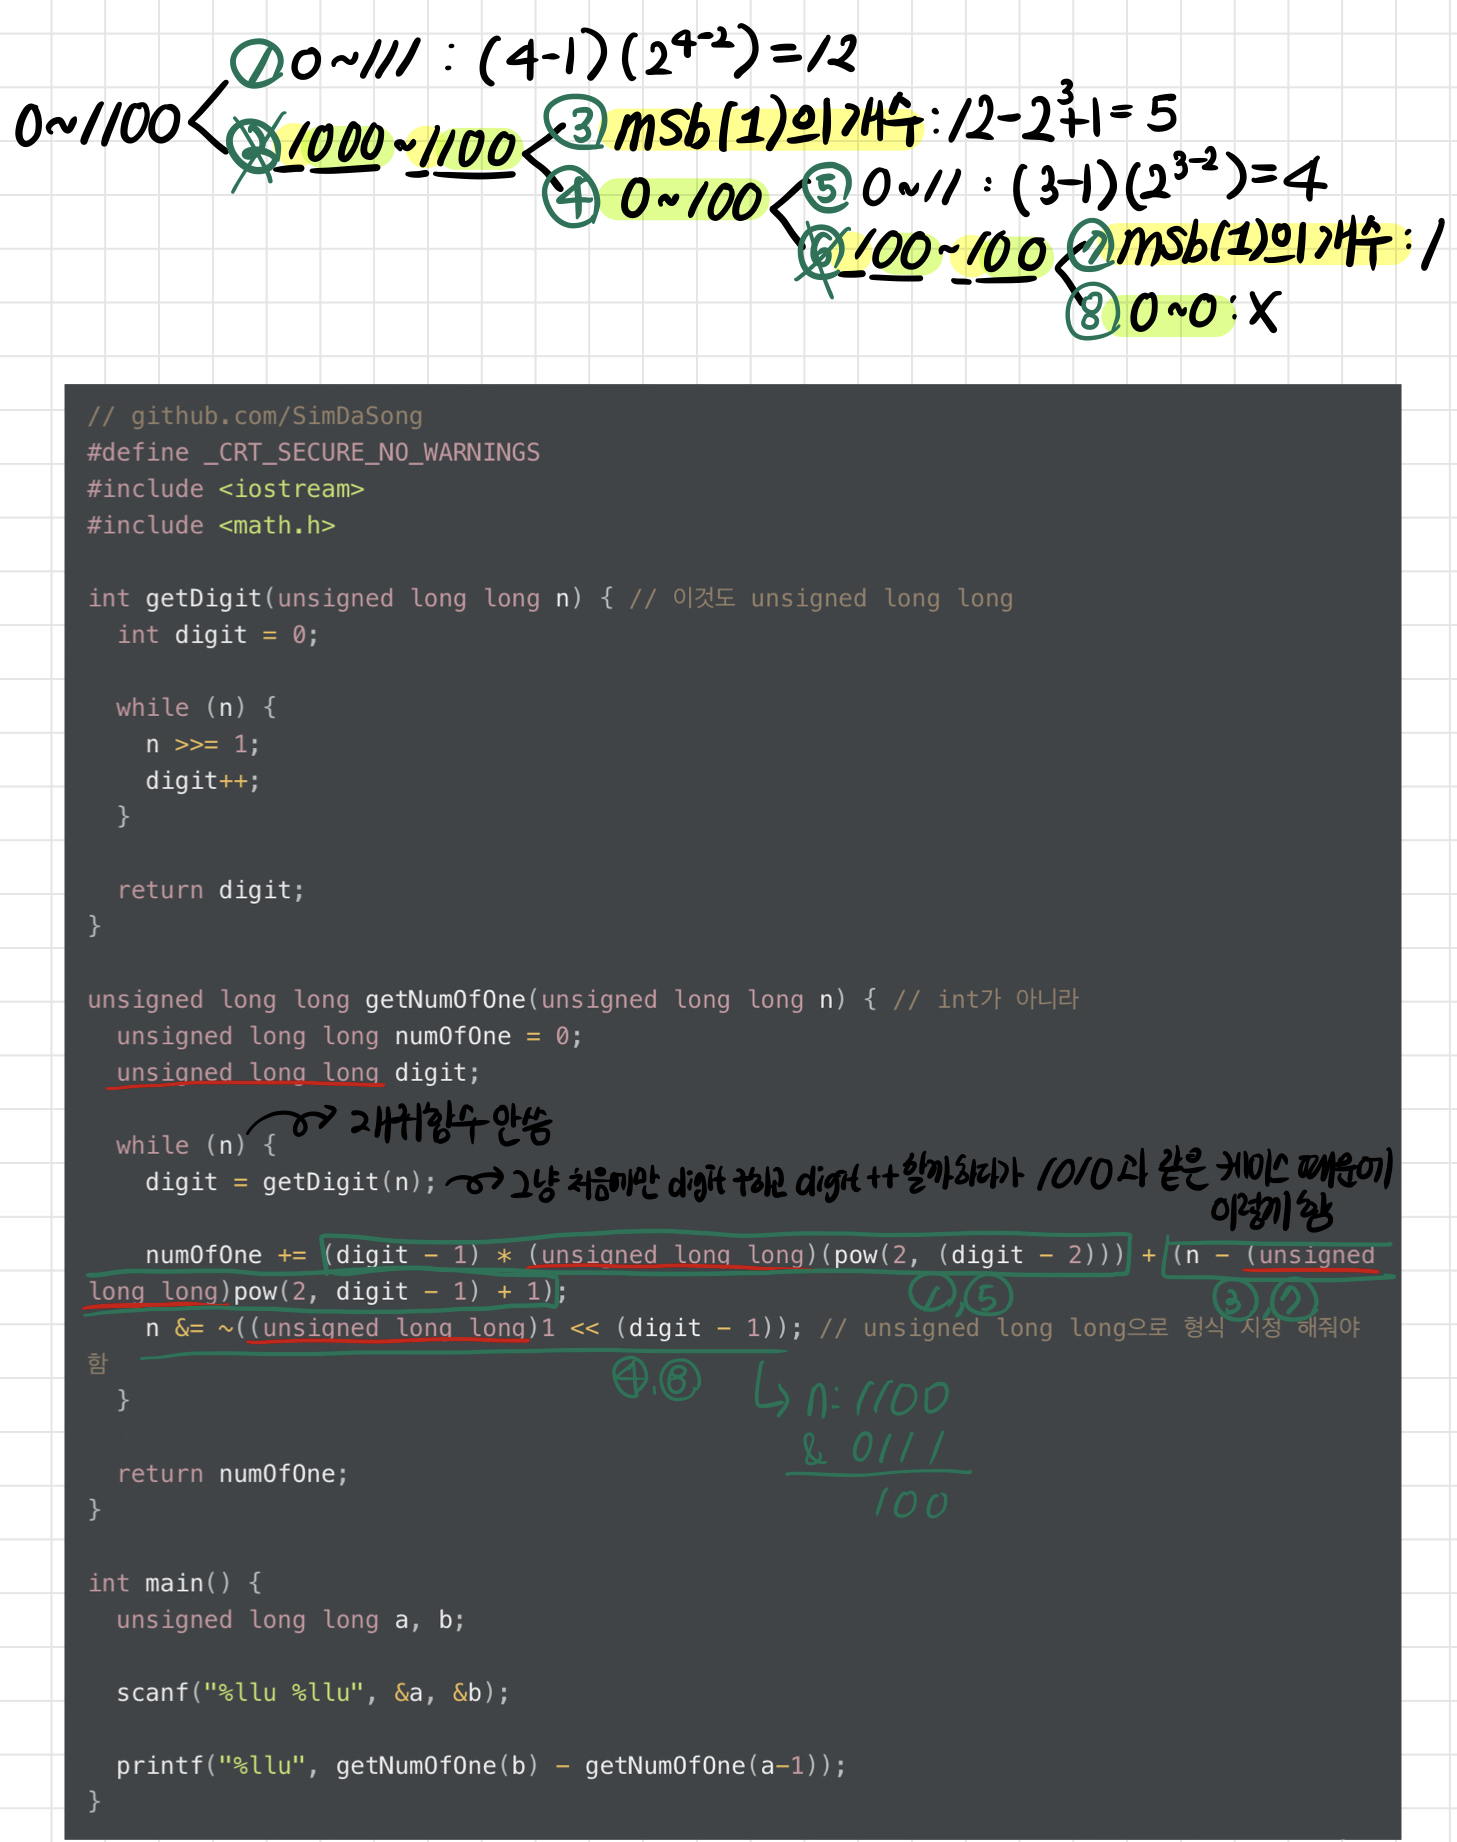 ① 0 ~ 111 : (4-1)(2^{4-2}) = 12
0~1100
② 1000 ~ 1100
③ msb(1)의 개수 : 12-2^3+1 = 5
④ 0 ~ 100
⑤ 0 ~ 11 : (3-1)(2^{3-2}) = 4
⑥ 100 ~ 100
⑦ msb(1)의 개수 : 1
⑧ 0 ~ 0 : X
// github.com/SimDaSong
#define _CRT_SECURE_NO_WARNINGS
#include <iostream>
#include <math.h>
int getDigit(unsigned long long n) { // 이것도 unsigned long long
int digit = 0;
while (n) {
n >>= 1;
digit++;
}
return digit;
}
unsigned long long getNumOfOne(unsigned long long n) { // int가 아니라
unsigned long long numOfOne = 0;
unsigned long long digit;
while (n) { → 재귀함수 안씀
digit = getDigit(n); → 그냥 처음에만 digit 구하고 digit++ 할까하다가 1010과 같은 케이스 때문에
이렇게 함
numOfOne += (digit - 1) * (unsigned long long)(pow(2, (digit - 2))) + (n - (unsigned
long long)pow(2, digit - 1) + 1);
①,⑤ ③,⑦
n &= ~((unsigned long long)1 << (digit - 1)); // unsigned long long으로 형식 지정 해줘야
함
④,⑧ ↳ n: 1100
}
& 0111
return numOfOne;
100
}
int main() {
unsigned long long a, b;
scanf("%llu %llu", &a, &b);
printf("%llu", getNumOfOne(b) - getNumOfOne(a-1));
}